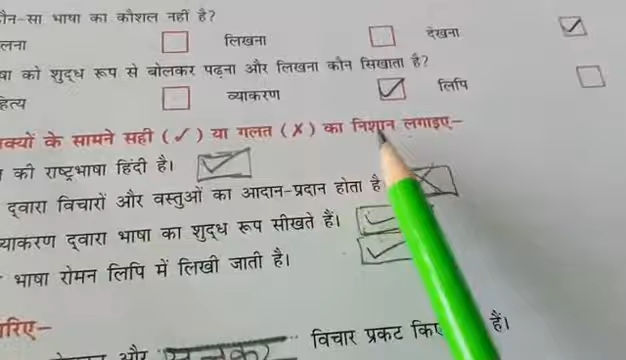 सा भाषा का कौशल नहीं है?
लिखना देखना
को शुद्ध रूप से बोलकर पढ़ना और लिखना कौन सिखाता है?
व्याकरण लिपि
के सामने सही (✓) या गलत (✗) का निशान लगाइए–
की राष्ट्रभाषा हिंदी है।
द्वारा विचारों और वस्तुओं का आदान-प्रदान होता है
व्याकरण द्वारा भाषा का शुद्ध रूप सीखते हैं।
भाषा रोमन लिपि में लिखी जाती है।
और विचार प्रकट हैं।